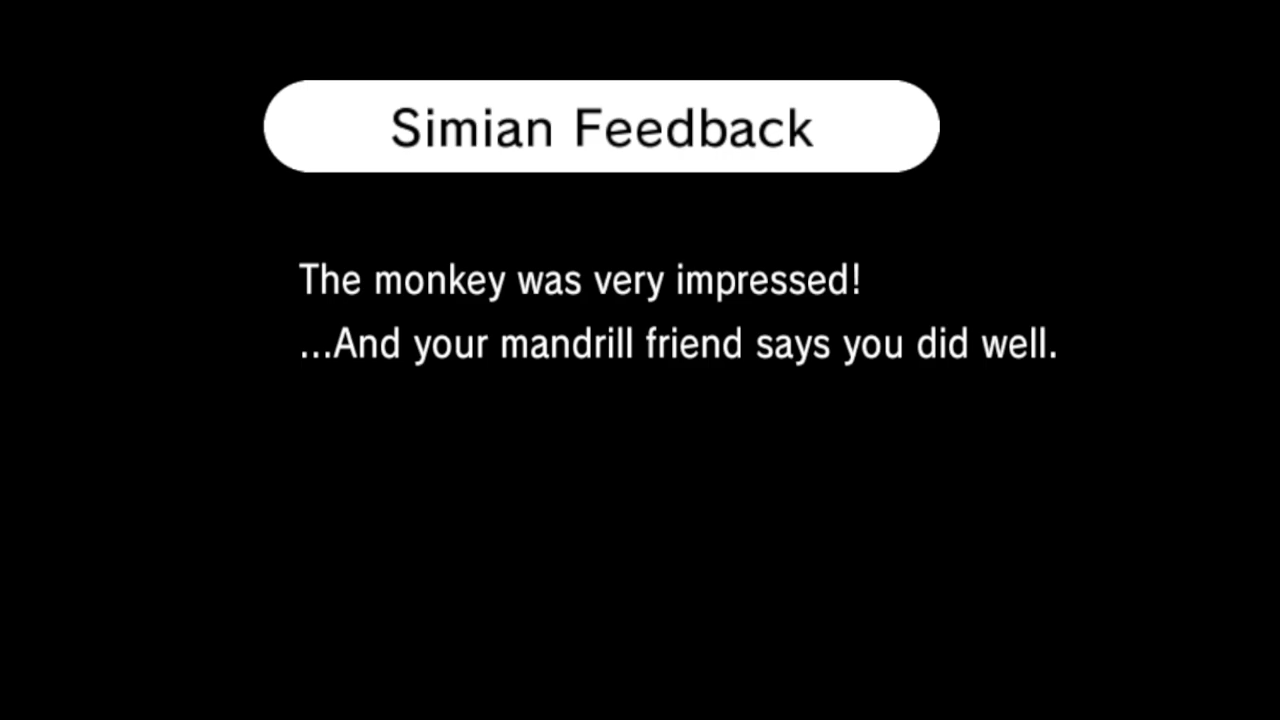 Simian Feedback
The monkey was very impressed!
...And your mandrill friend says you did well.